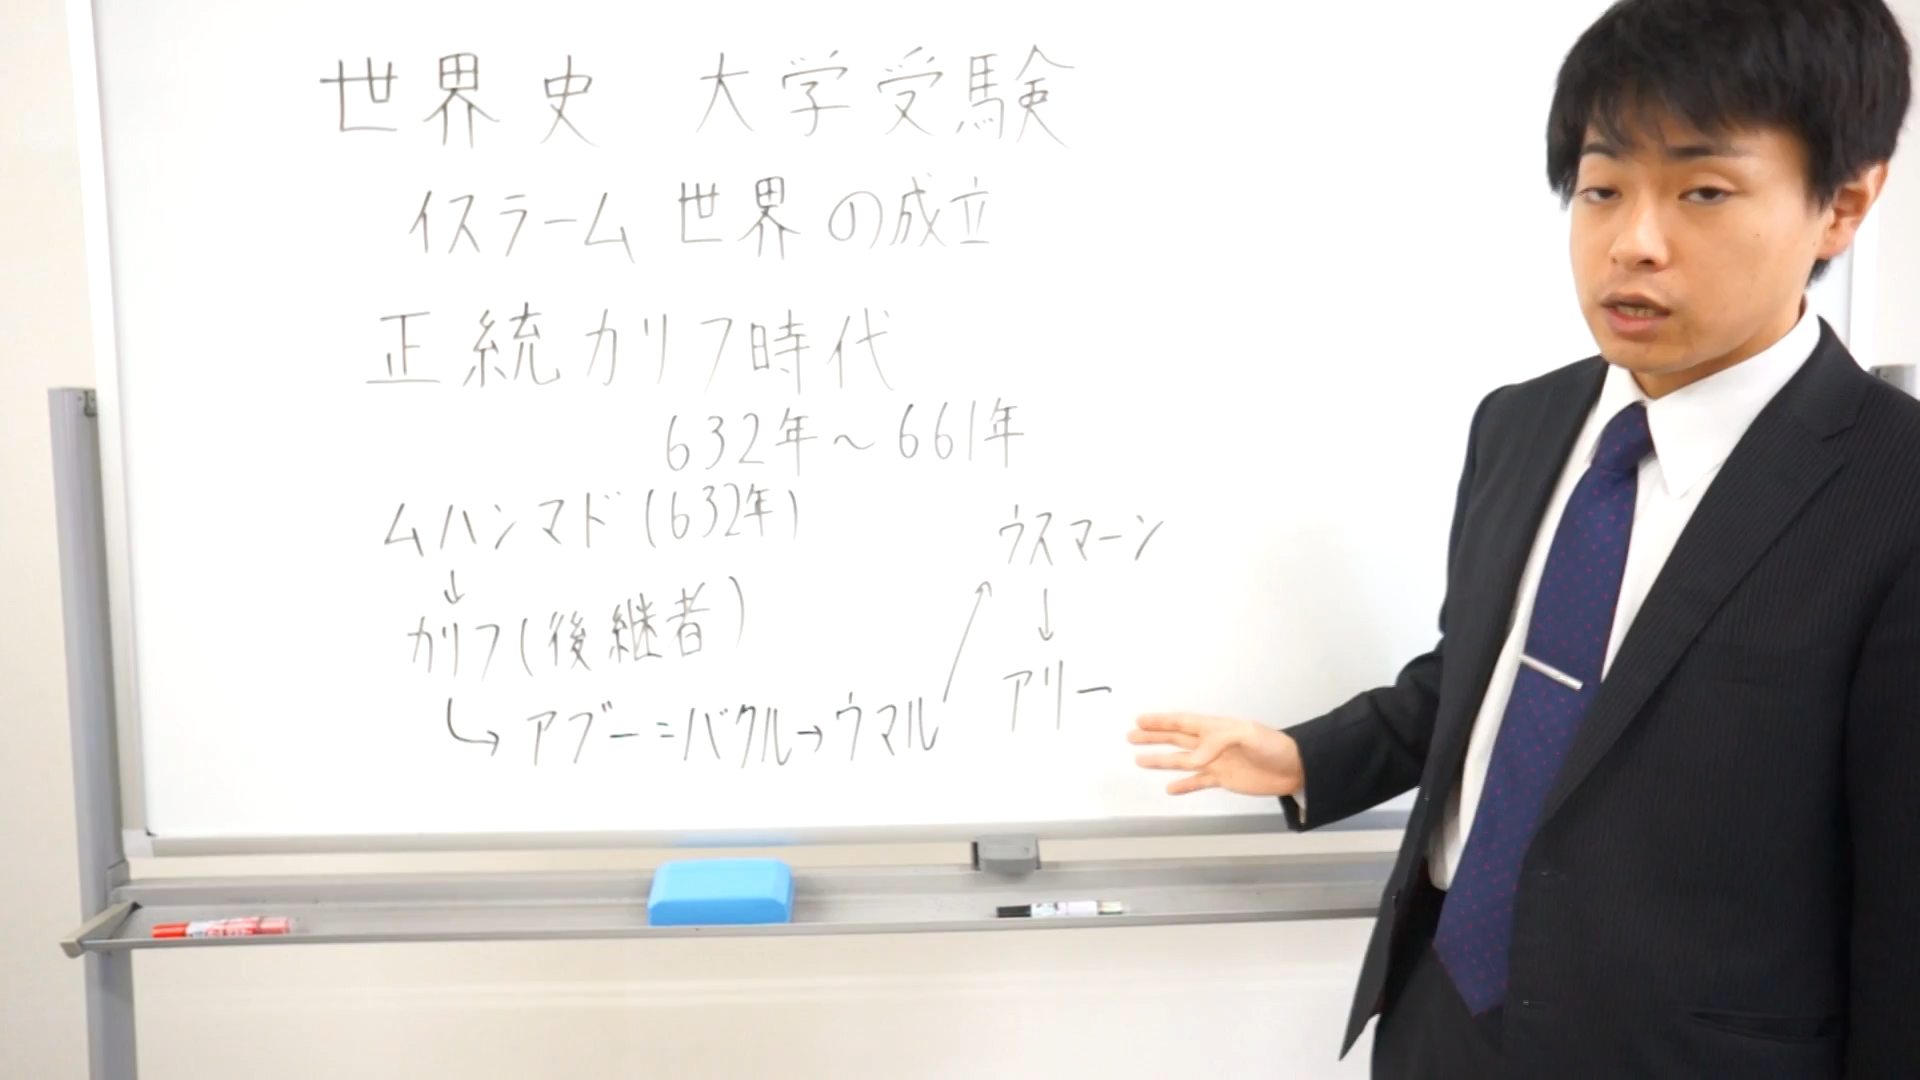 世界史 大学受験
イスラーム世界の成立
正統カリフ時代
632年〜661年
ムハンマド(632年)
↓
カリフ(後継者)
↳アブー=バクル→ウマル
↗
ウスマーン
↓
アリー